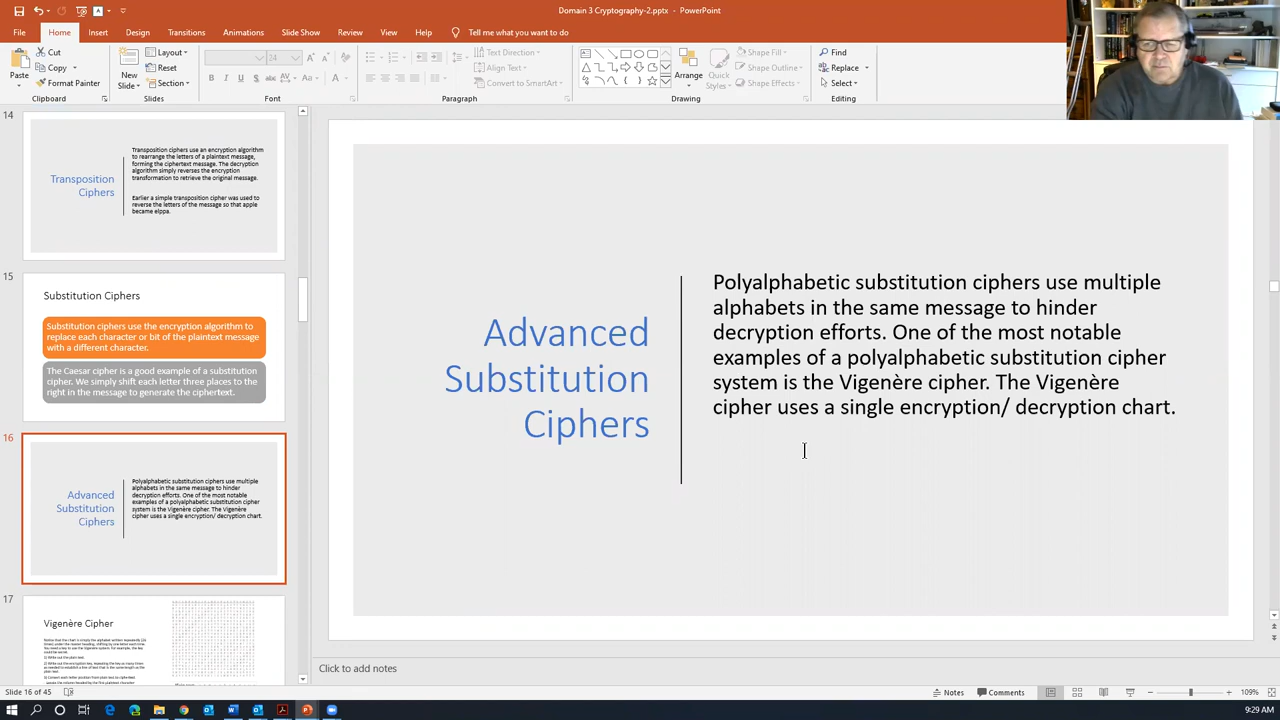 Domain 3 Cryptography-2.pptx - PowerPoint
File Home Insert Design Transitions Animations Slide Show Review View Help Tell me what you want to do
Paste
Cut
Copy
Format Painter
Clipboard
New
Slide
Layout
Reset
Section
Slides
24
Font
Text Direction
Align Text
Convert to SmartArt
Paragraph
Arrange
Quick
Styles
Shape Fill
Shape Outline
Shape Effects
Drawing
Find
Replace
Select
Editing
14
Transposition
Ciphers
Transposition ciphers use an encryption algorithm
to rearrange the letters of a plaintext message,
forming the ciphertext message. The decryption
algorithm simply reverses the encryption
transformation to retrieve the original message.
Earlier a simple transposition cipher was used to
reverse the letters of the message so that apple
became elppa.
15
Substitution Ciphers
Substitution ciphers use the encryption algorithm to
replace each character or bit of the plaintext message
with a different character.
The Caesar cipher is a good example of a substitution
cipher. We simply shift each letter three places to the
right in the message to generate the ciphertext.
16
Advanced
Substitution
Ciphers
Polyalphabetic substitution ciphers use multiple
alphabets in the same message to hinder
decryption efforts. One of the most notable
examples of a polyalphabetic substitution cipher
system is the Vigenère cipher. The Vigenère
cipher uses a single encryption/ decryption chart.
17
Vigenère Cipher
Advanced
Substitution
Ciphers
Polyalphabetic substitution ciphers use multiple
alphabets in the same message to hinder
decryption efforts. One of the most notable
examples of a polyalphabetic substitution cipher
system is the Vigenère cipher. The Vigenère
cipher uses a single encryption/ decryption chart.
Click to add notes
Slide 16 of 45
Notes
Comments
109%
9:29 AM